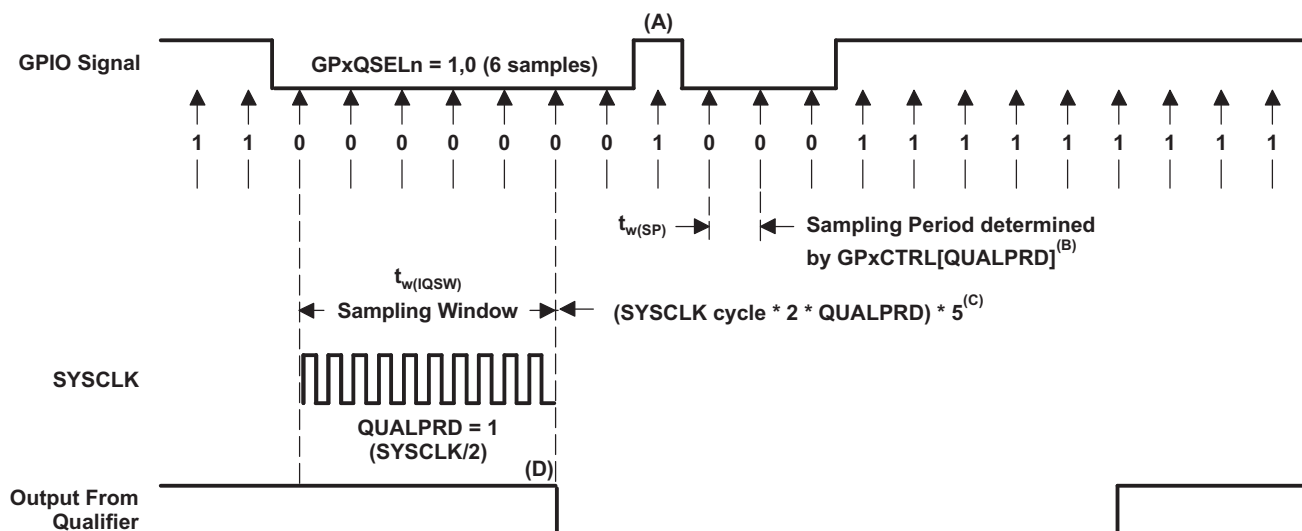 (A)
GPIO Signal
GPxQSELn = 1,0 (6 samples)
1 1 0 0 0 0 0 0 0 1 0 0 0 1 1 1 1 1 1 1 1 1
tw(SP)
Sampling Period determined
by GPxCTRL[QUALPRD](B)
tw(IQSW)
Sampling Window
(SYSCLK cycle * 2 * QUALPRD) * 5(C)
SYSCLK
QUALPRD = 1
(SYSCLK/2)
(D)
Output From
Qualifier